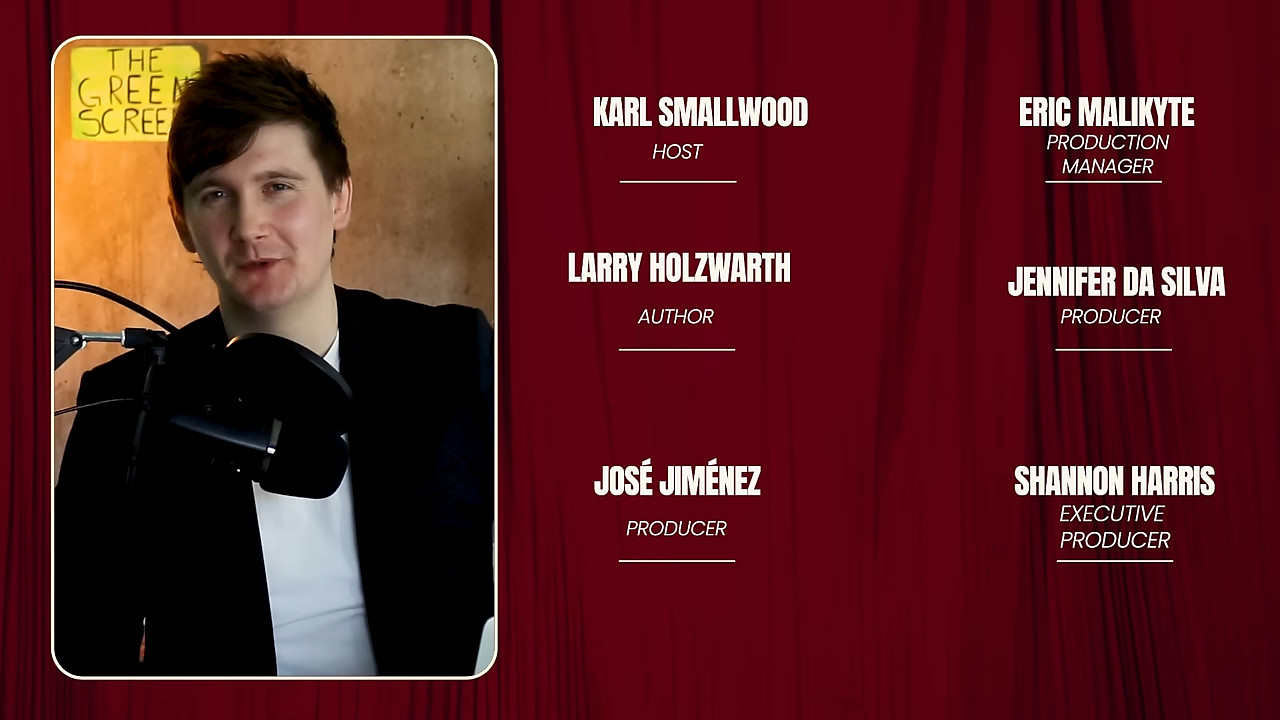 THE
GREEN
SCREE
KARL SMALLWOOD
HOST
ERIC MALIKYTE
PRODUCTION
MANAGER
LARRY HOLZWARTH
AUTHOR
JENNIFER DA SILVA
PRODUCER
JOSÉ JIMÉNEZ
PRODUCER
SHANNON HARRIS
EXECUTIVE
PRODUCER